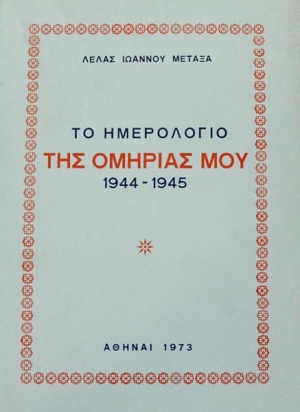 ΛΕΛΑΣ ΙΩΑΝΝΟΥ ΜΕΤΑΞΑ
ΤΟ ΗΜΕΡΟΛΟΓΙΟ
ΤΗΣ ΟΜΗΡΙΑΣ ΜΟΥ
1944 - 1945
ΑΘΗΝΑΙ 1973